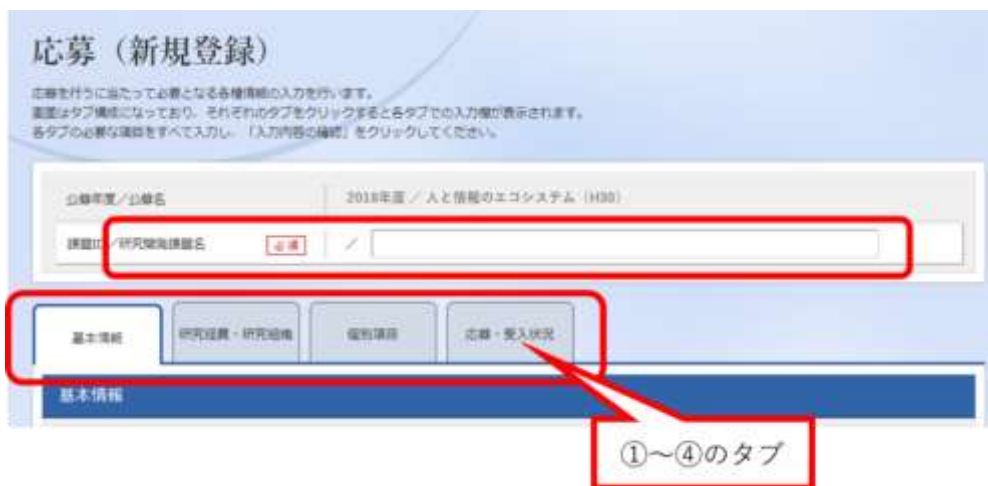 応募（新規登録）
応募を行うに当たって必要となる各種情報の入力を行います。
画面はタブ構成になっており、それぞれのタブをクリックすると各タブでの入力欄が表示されます。
各タブの必要な項目をすべて入力し、「入力内容の確認」をクリックしてください。
公募年度／公募名 2018年度 ／ 人と情報のエコシステム（H30）
課題ID／研究開発課題名 必須 ／
基本情報 研究経費・研究組織 個別項目 応募・受入状況
基本情報
①～④のタブ